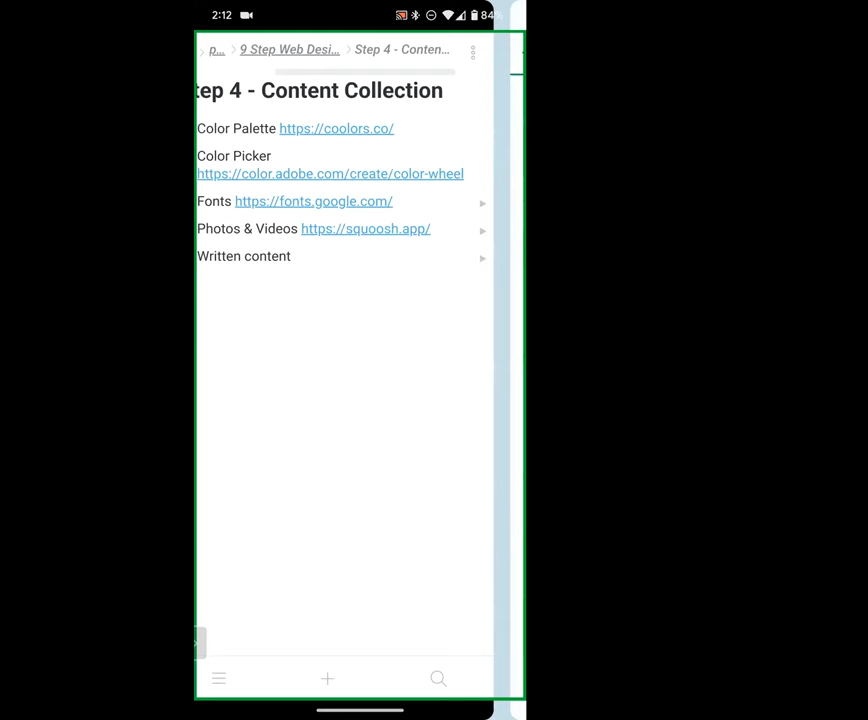 2:12 84
p... 9 Step Web Desi... Step 4 - Conten...
tep 4 - Content Collection
Color Palette https://coolors.co/
Color Picker
https://color.adobe.com/create/color-wheel
Fonts https://fonts.google.com/
Photos & Videos https://squoosh.app/
Written content